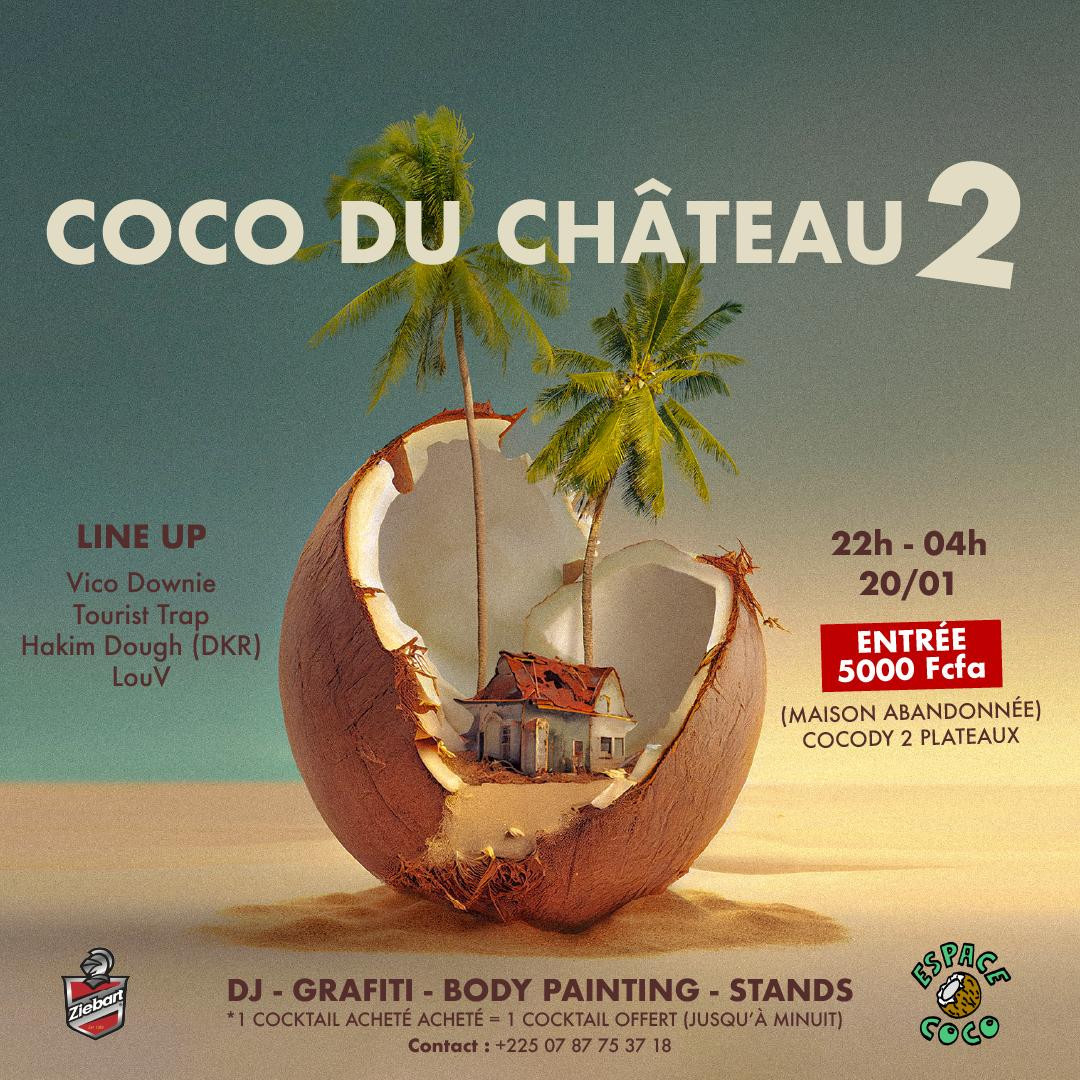 COCO DU CHÂTEAU 2
LINE UP
Vico Downie
Tourist Trap
Hakim Dough (DKR)
LouV
22h - 04h
20/01
ENTRÉE
5000 Fcfa
(MAISON ABANDONNÉE)
COCODY 2 PLATEAUX
Ziebart
ESPACE
COCO
DJ - GRAFITI - BODY PAINTING - STANDS
*1 COCKTAIL ACHETÉ ACHETÉ = 1 COCKTAIL OFFERT (JUSQU'À MINUIT)
Contact : +225 07 87 75 37 18